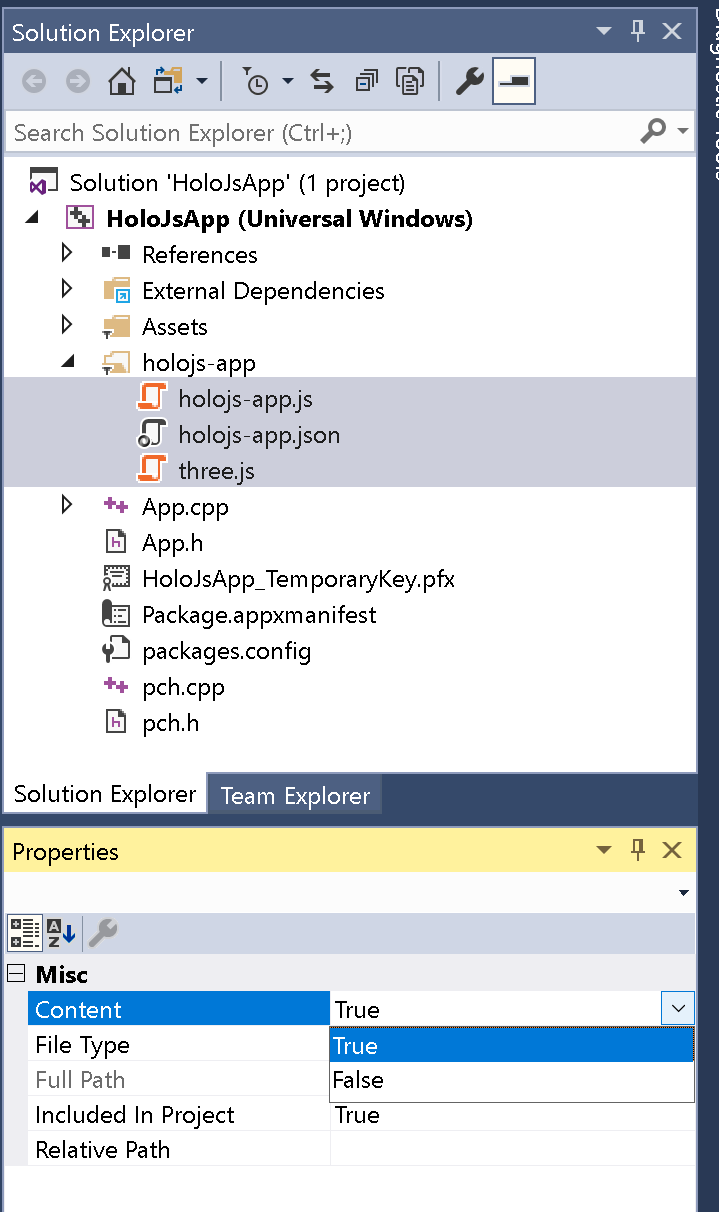 Solution Explorer
Search Solution Explorer (Ctrl+;)
Solution 'HoloJsApp' (1 project)
HoloJsApp (Universal Windows)
References
External Dependencies
Assets
holojs-app
holojs-app.js
holojs-app.json
three.js
App.cpp
App.h
HoloJsApp_TemporaryKey.pfx
Package.appxmanifest
packages.config
pch.cpp
pch.h
Solution Explorer Team Explorer
Properties
Misc
Content True
File Type True
Full Path False
Included In Project True
Relative Path